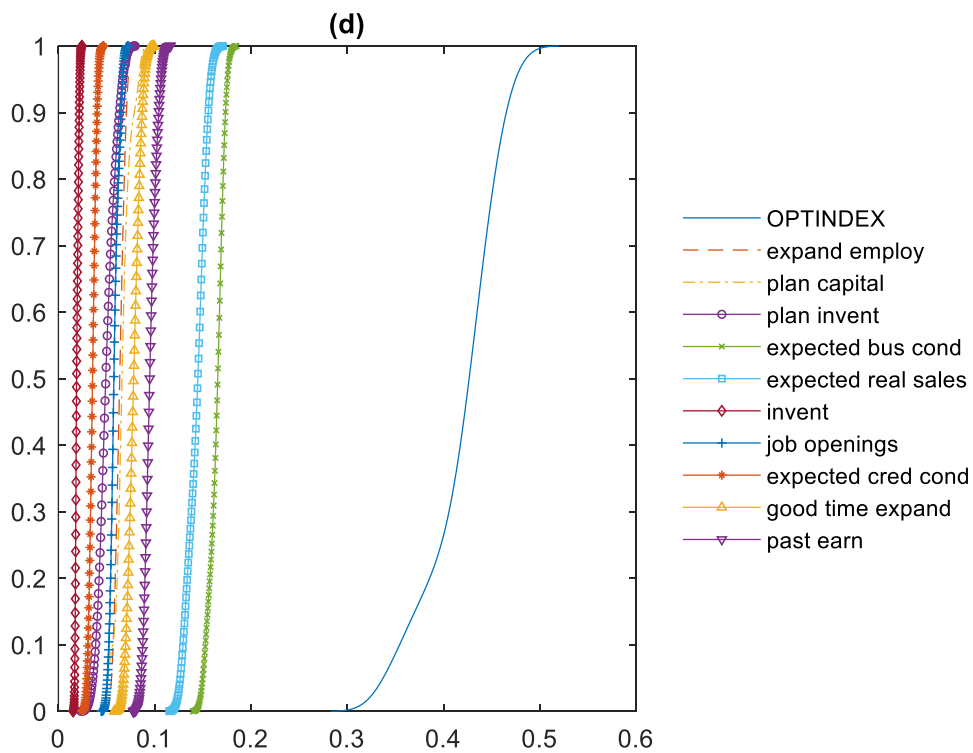 (d)
1
0.9
0.8
0.7
0.6
0.5
0.4
0.3
0.2
0.1
0
0 0.1 0.2 0.3 0.4 0.5 0.6
OPTINDEX
expand employ
plan capital
plan invent
expected bus cond
expected real sales
invent
job openings
expected cred cond
good time expand
past earn